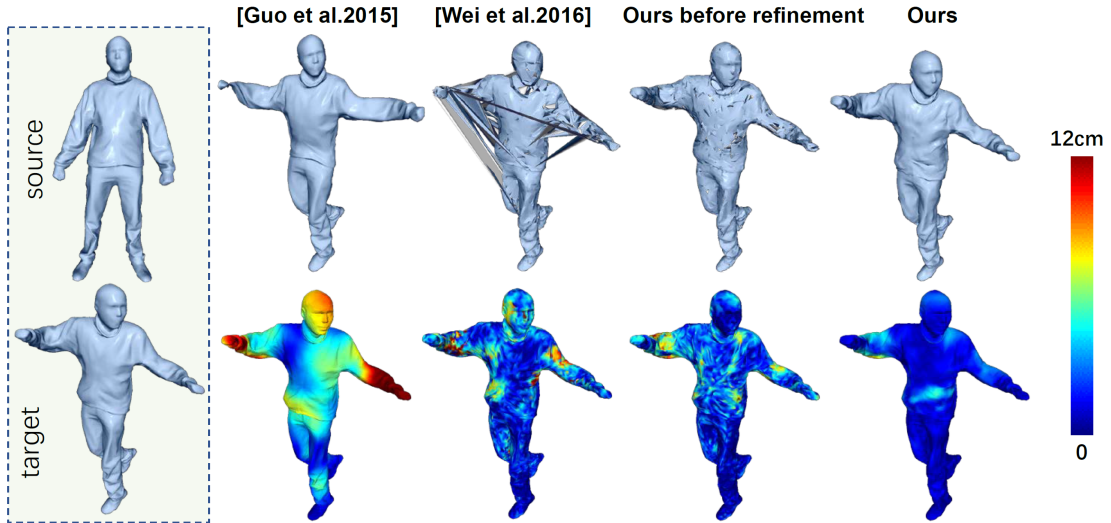 [Guo et al.2015] [Wei et al.2016] Ours before refinement Ours
source
target
12cm
0